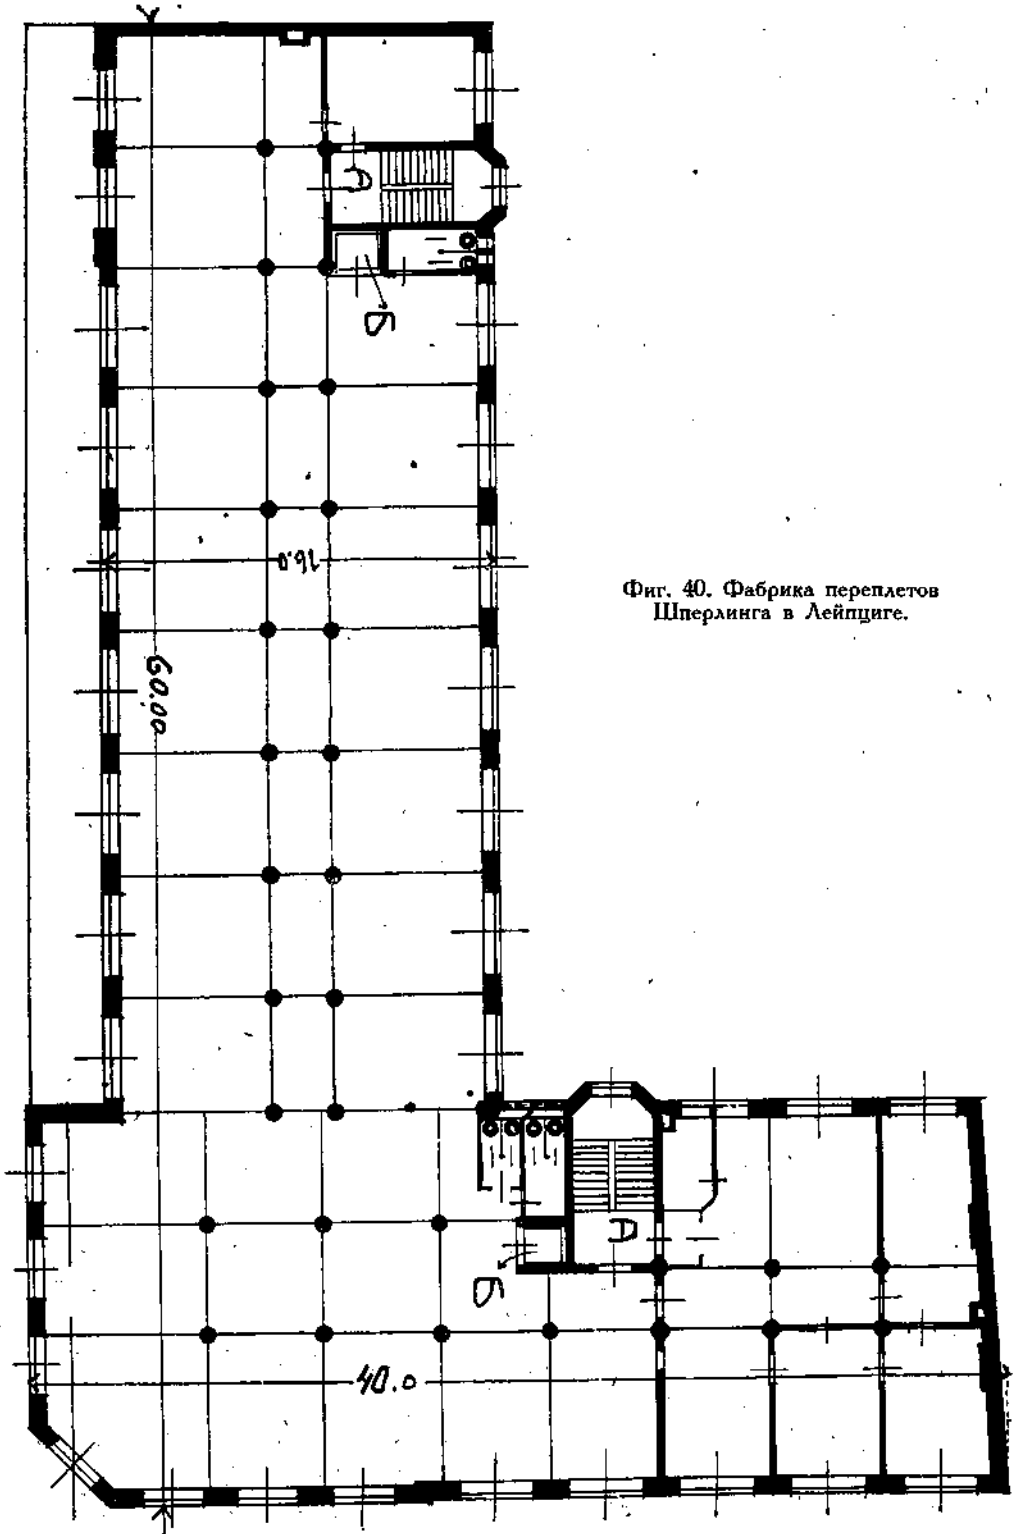 А
Б
16.0
Фиг. 40. Фабрика переплетов
Шперлинга в Лейпциге.
60.00
А
Б
40.0